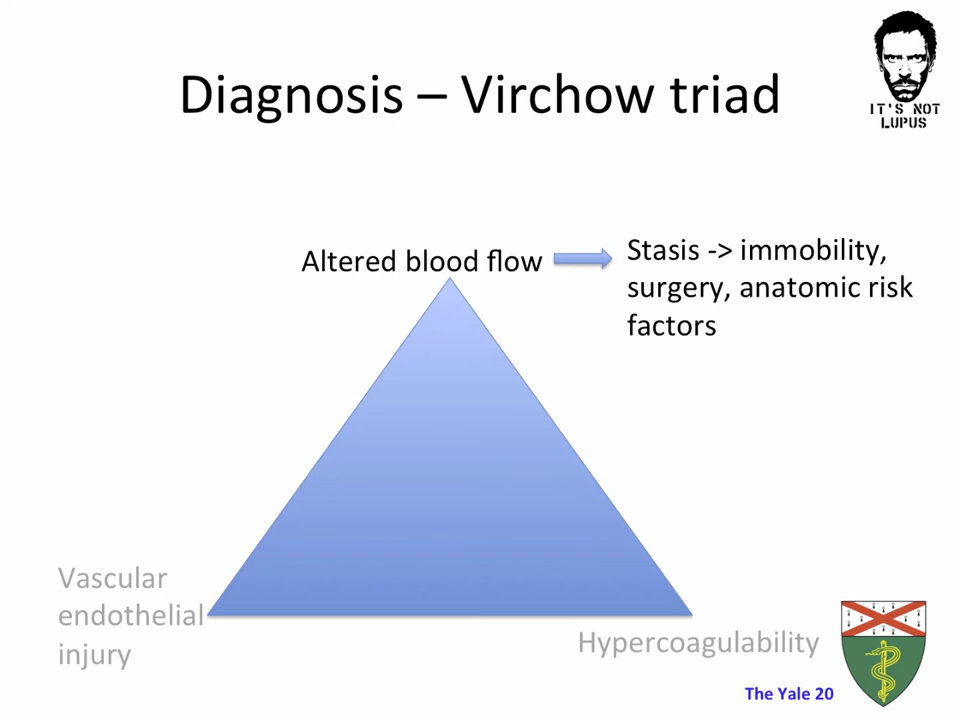 Diagnosis – Virchow triad
IT'S NOT
LUPUS
Altered blood flow
Stasis -> immobility,
surgery, anatomic risk
factors
Vascular
endothelial
injury
Hypercoagulability
The Yale 20